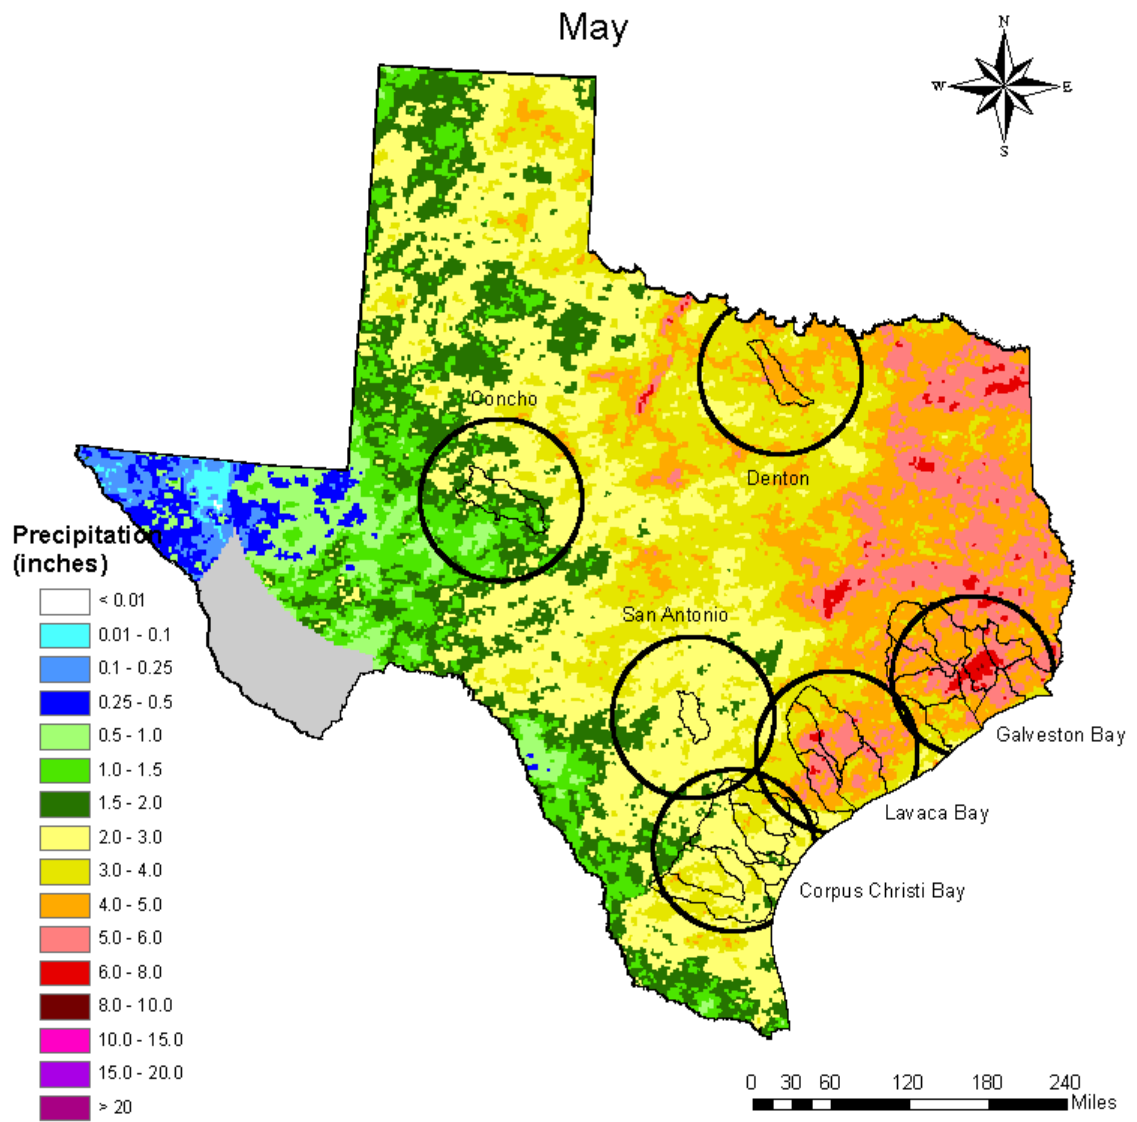 May
N
W
E
S
Concho
Denton
Precipitation
(inches)
< 0.01
0.01 - 0.1
0.1 - 0.25
0.25 - 0.5
0.5 - 1.0
1.0 - 1.5
1.5 - 2.0
2.0 - 3.0
3.0 - 4.0
4.0 - 5.0
5.0 - 6.0
6.0 - 8.0
8.0 - 10.0
10.0 - 15.0
15.0 - 20.0
> 20
San Antonio
Galveston Bay
Lavaca Bay
Corpus Christi Bay
0 30 60 120 180 240
Miles